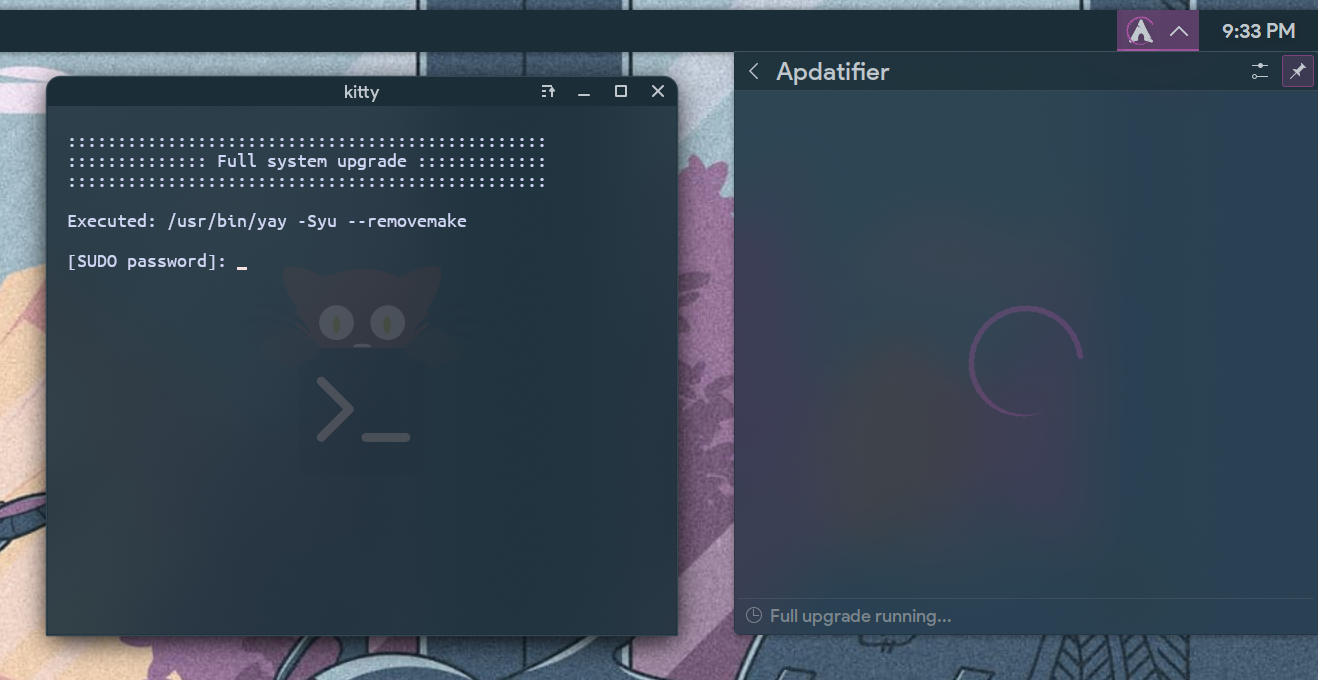 9:33 PM
Apdatifier
kitty
::::::::::::::::::::::::::::::::::::::::::::::::
:::::::::::::: Full system upgrade :::::::::::::
::::::::::::::::::::::::::::::::::::::::::::::::
Executed: /usr/bin/yay -Syu --removemake
[SUDO password]: _
Full upgrade running...